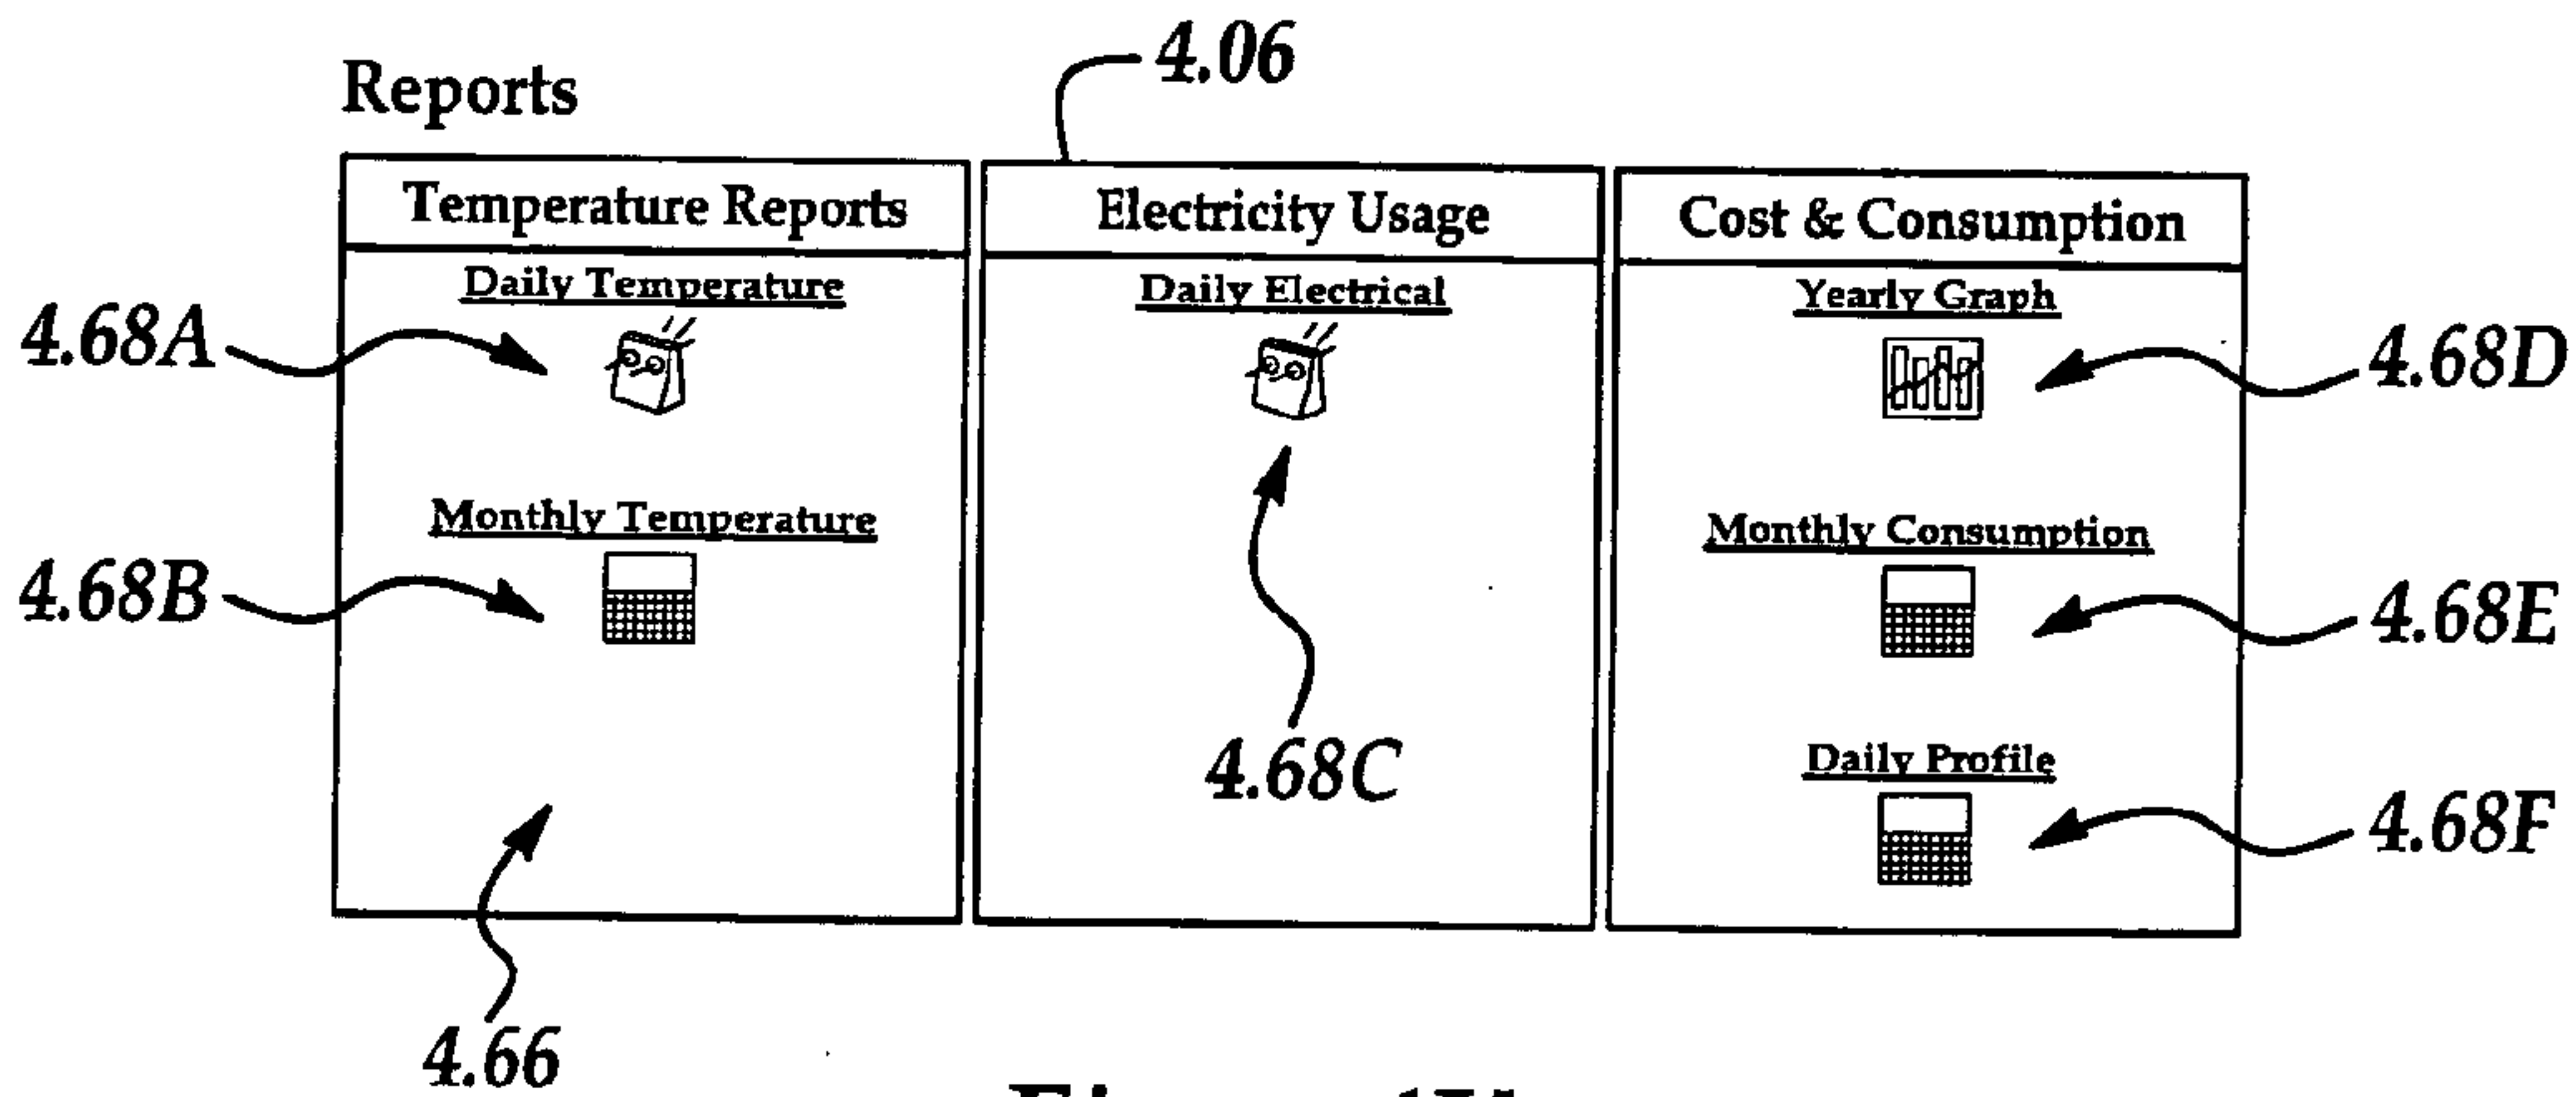 4.06
Reports
Temperature Reports
Electricity Usage
Cost & Consumption
Daily Temperature
Daily Electrical
Yearly Graph
4.68A
4.68D
Monthly Temperature
Monthly Consumption
4.68B
4.68E
4.68C
Daily Profile
4.68F
4.66